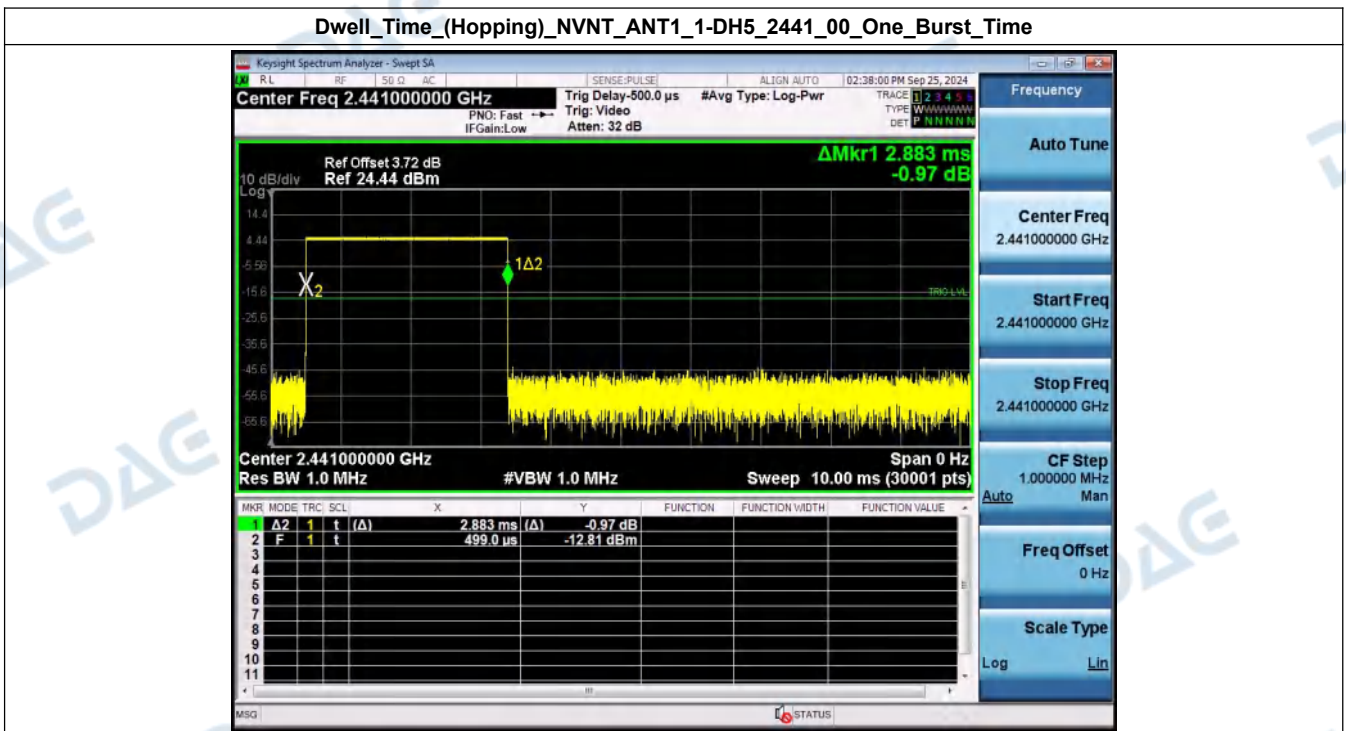 Dwell_Time_(Hopping)_NVNT_ANT1_1-DH5_2441_00_One_Burst_Time
Keysight Spectrum Analyzer - Swept SA
RL RF 50 Ω AC SENSE:PULSE ALIGN AUTO 02:38:00 PM Sep 25, 2024
Center Freq 2.441000000 GHz
PNO: Fast
IFGain:Low
Trig Delay-500.0 µs
Trig: Video
Atten: 32 dB
#Avg Type: Log-Pwr
TRACE 1 2 3 4 5 6
TYPE WWWWWW
DET P N N N N N
ΔMkr1 2.883 ms
-0.97 dB
Ref Offset 3.72 dB
10 dB/div Ref 24.44 dBm
Log
14.4
4.44
-5.56
-15.6
-25.6
-35.6
-45.6
-55.6
-65.6
1Δ2
X2
TRIG LVL
Center 2.441000000 GHz Span 0 Hz
Res BW 1.0 MHz #VBW 1.0 MHz Sweep 10.00 ms (30001 pts)
MKR MODE TRC SCL X Y FUNCTION FUNCTION WIDTH FUNCTION VALUE
1 Δ2 1 t (Δ) 2.883 ms (Δ) -0.97 dB
2 F 1 t 499.0 µs -12.81 dBm
3
4
5
6
7
8
9
10
11
MSG STATUS
Frequency
Auto Tune
Center Freq
2.441000000 GHz
Start Freq
2.441000000 GHz
Stop Freq
2.441000000 GHz
CF Step
1.000000 MHz
Auto Man
Freq Offset
0 Hz
Scale Type
Log Lin
DAE
DAE